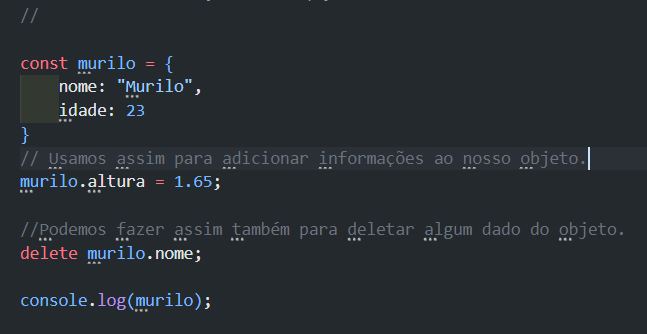 //
const murilo = {
nome: "Murilo",
idade: 23
}
// Usamos assim para adicionar informações ao nosso objeto.
murilo.altura = 1.65;
//Podemos fazer assim também para deletar algum dado do objeto.
delete murilo.nome;
console.log(murilo);